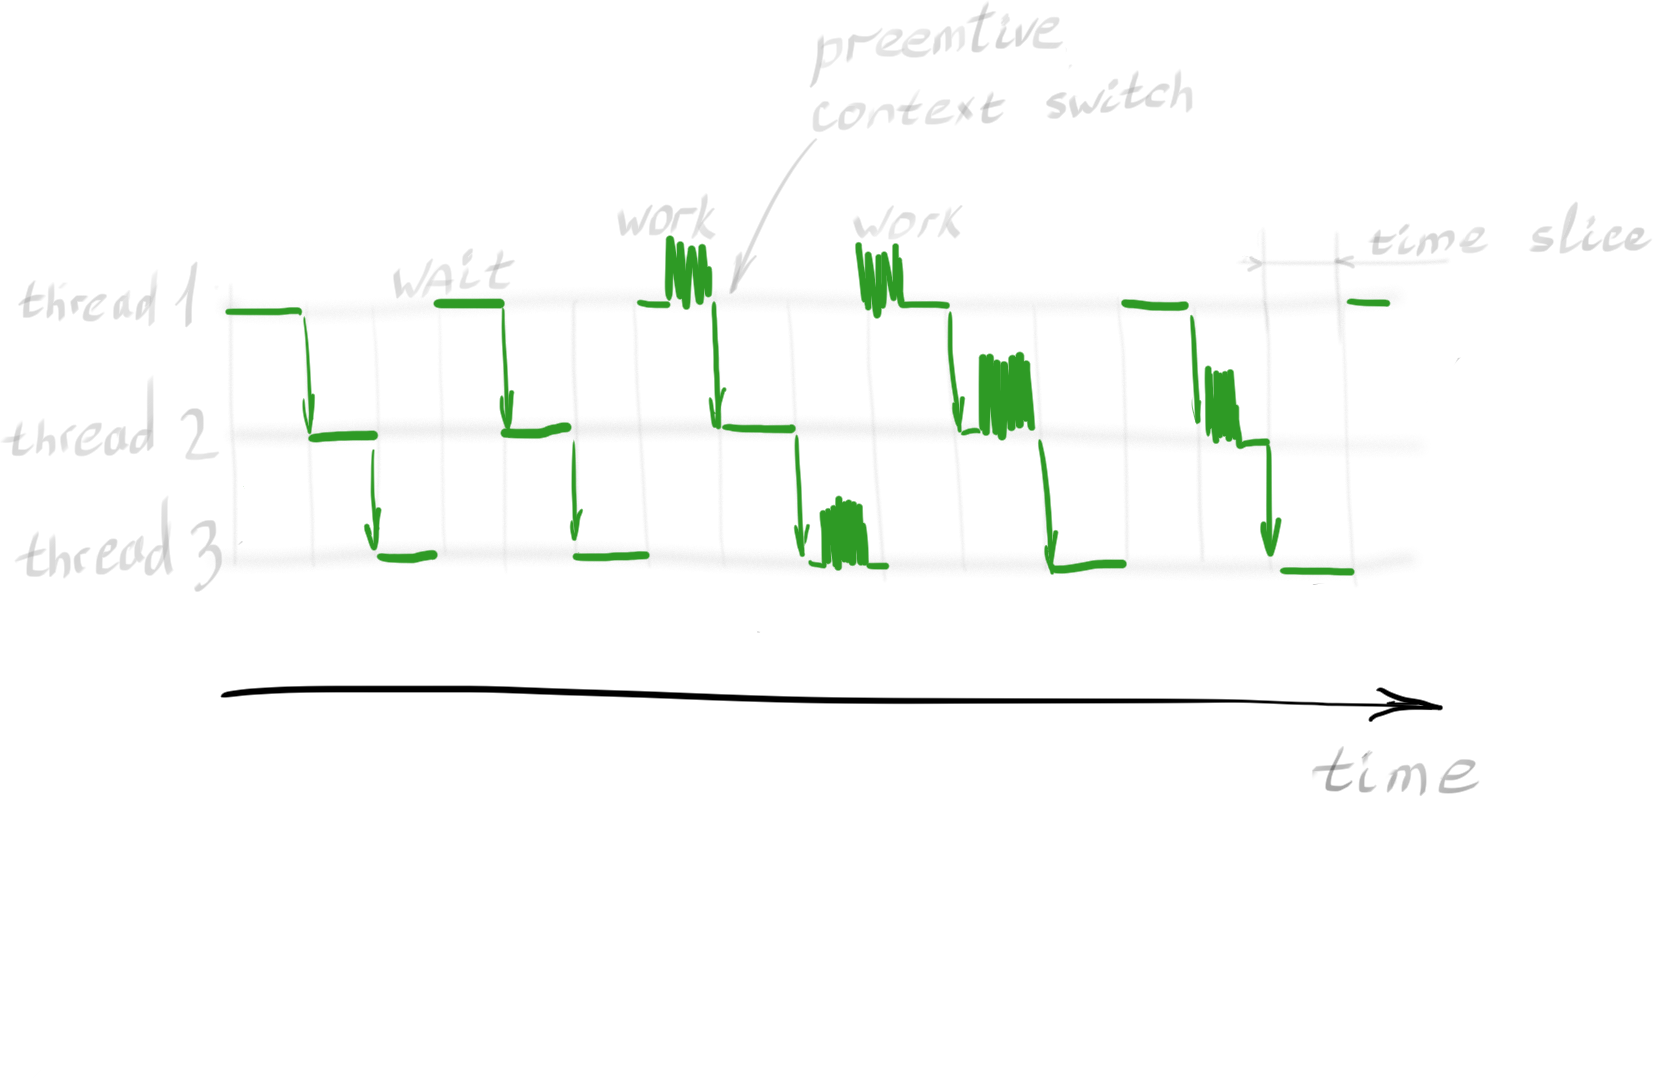 preemtive
context switch
work
work
time slice
wait
thread 1
thread 2
thread 3
time